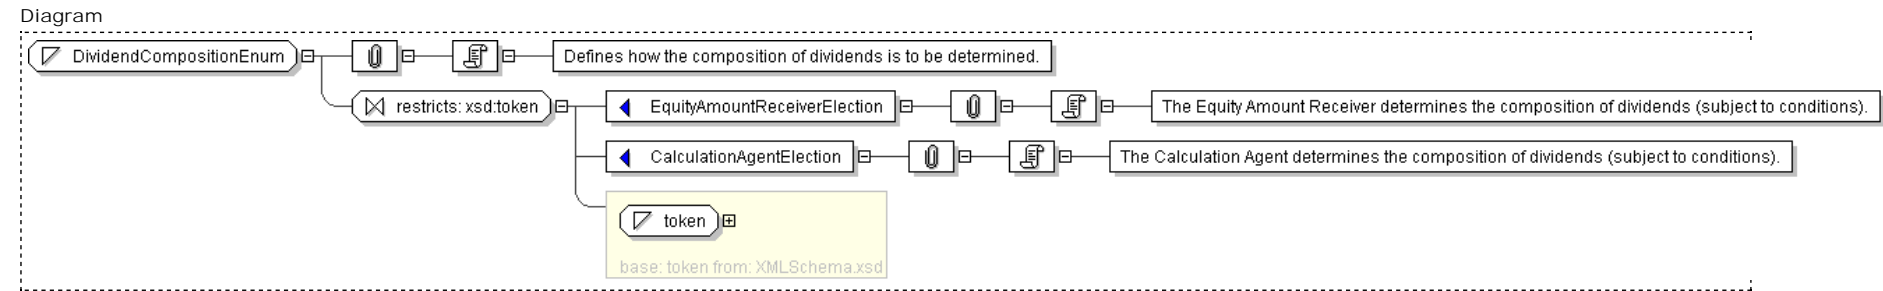 Diagram
DividendCompositionEnum
Defines how the composition of dividends is to be determined.
restricts: xsd:token
EquityAmountReceiverElection
The Equity Amount Receiver determines the composition of dividends (subject to conditions).
CalculationAgentElection
The Calculation Agent determines the composition of dividends (subject to conditions).
token
base: token from: XMLSchema.xsd